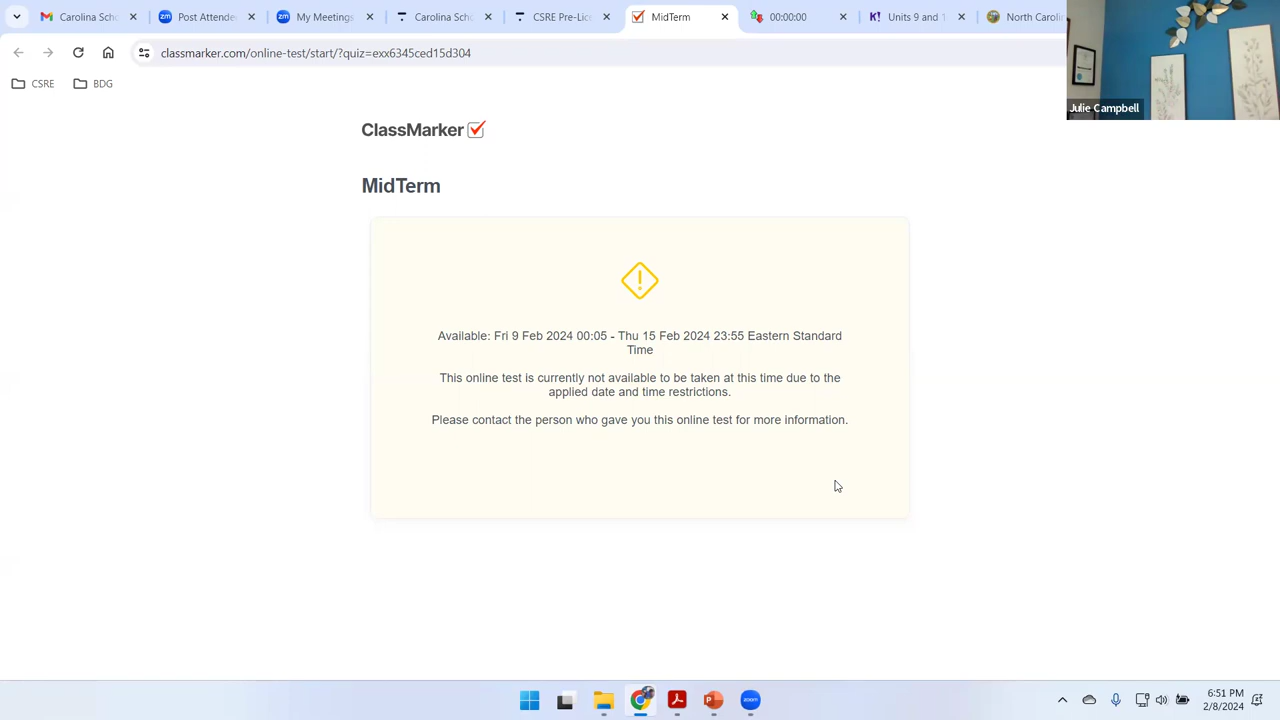 Carolina Scho
Post Attende
My Meetings
Carolina Scho
CSRE Pre-Lice
MidTerm
00:00:00
Units 9 and 1
North Carolin
classmarker.com/online-test/start/?quiz=exx6345ced15d304
CSRE
BDG
Julie Campbell
ClassMarker
MidTerm
Available: Fri 9 Feb 2024 00:05 - Thu 15 Feb 2024 23:55 Eastern Standard
Time
This online test is currently not available to be taken at this time due to the
applied date and time restrictions.
Please contact the person who gave you this online test for more information.
6:51 PM
2/8/2024